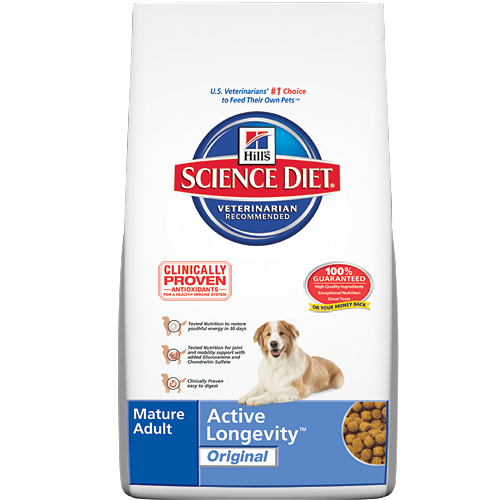 U.S. Veterinarians' #1 Choice
to Feed Their Own Pets™
Hill's
SCIENCE DIET®
VETERINARIAN
RECOMMENDED
CLINICALLY
PROVEN
ANTIOXIDANTS
FOR A HEALTHY IMMUNE SYSTEM
100%
GUARANTEED
High Quality Ingredients
Exceptional Nutrition
Great Taste
OR YOUR MONEY BACK
Tested Nutrition to restore
youthful energy in 30 days
Tested Nutrition for joint
and mobility support with
added Glucosamine and
Chondroitin Sulfate
Clinically Proven
easy to digest
Mature
Adult
Active
Longevity™
Original